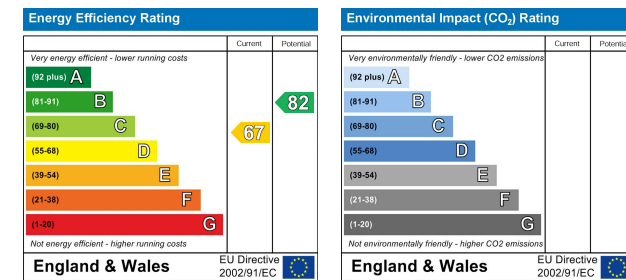 Energy Efficiency Rating
Current Potential
Very energy efficient - lower running costs
(92 plus) A
(81-91) B
(69-80) C
(55-68) D
(39-54) E
(21-38) F
(1-20) G
67
82
Not energy efficient - higher running costs
England & Wales
EU Directive
2002/91/EC
Environmental Impact (CO₂) Rating
Current Potential
Very environmentally friendly - lower CO2 emissions
(92 plus) A
(81-91) B
(69-80) C
(55-68) D
(39-54) E
(21-38) F
(1-20) G
Not environmentally friendly - higher CO2 emissions
England & Wales
EU Directive
2002/91/EC